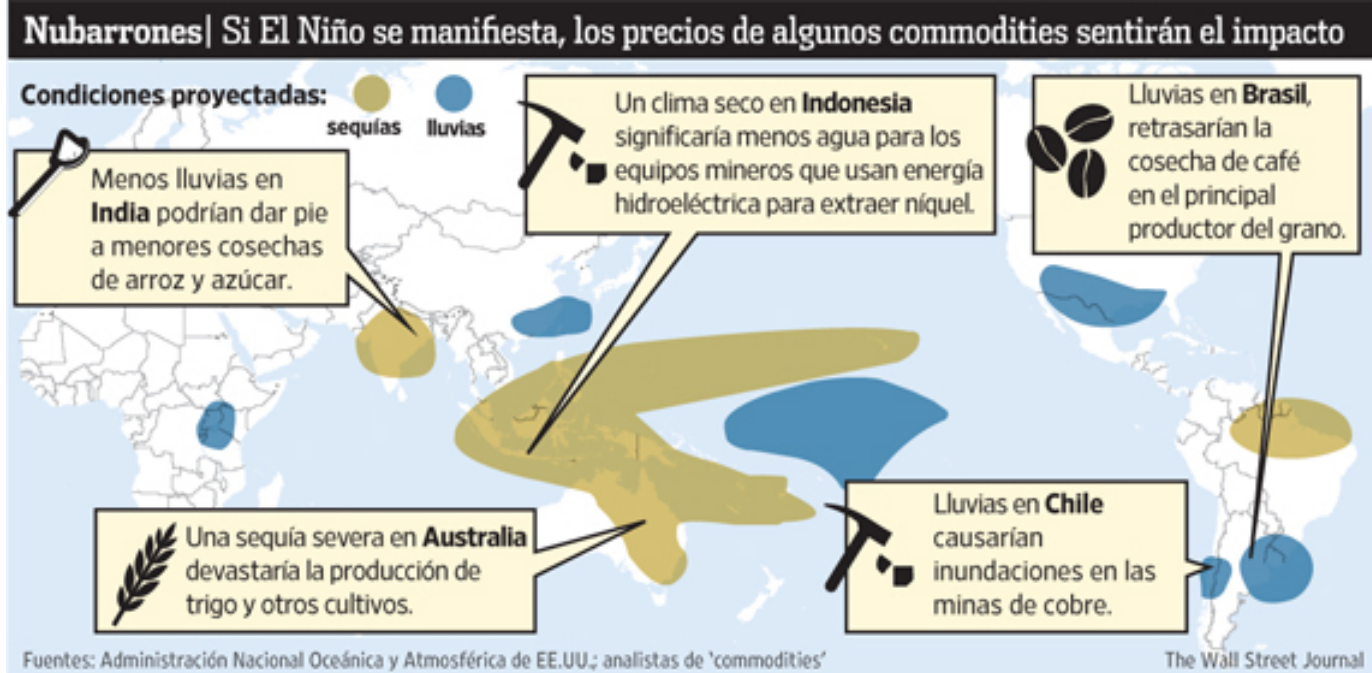 Nubarrones| Si El Niño se manifiesta, los precios de algunos commodities sentirán el impacto
Condiciones proyectadas:
sequías
lluvias
Menos lluvias en
India podrían dar pie
a menores cosechas
de arroz y azúcar.
Un clima seco en Indonesia
significaría menos agua para los
equipos mineros que usan energía
hidroeléctrica para extraer níquel.
Lluvias en Brasil,
retrasarían la
cosecha de café
en el principal
productor del grano.
Una sequía severa en Australia
devastaría la producción de
trigo y otros cultivos.
Lluvias en Chile
causarían
inundaciones en las
minas de cobre.
Fuentes: Administración Nacional Oceánica y Atmosférica de EE.UU.; analistas de 'commodities'
The Wall Street Journal